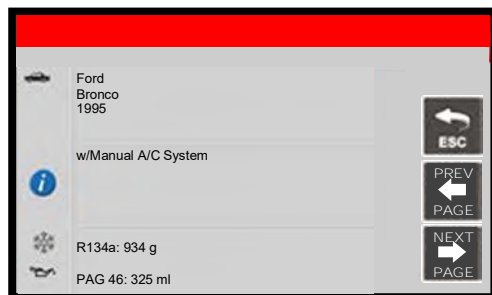 Ford
Bronco
1995
w/Manual A/C System
R134a: 934 g
PAG 46: 325 ml
ESC
PREV
PAGE
NEXT
PAGE